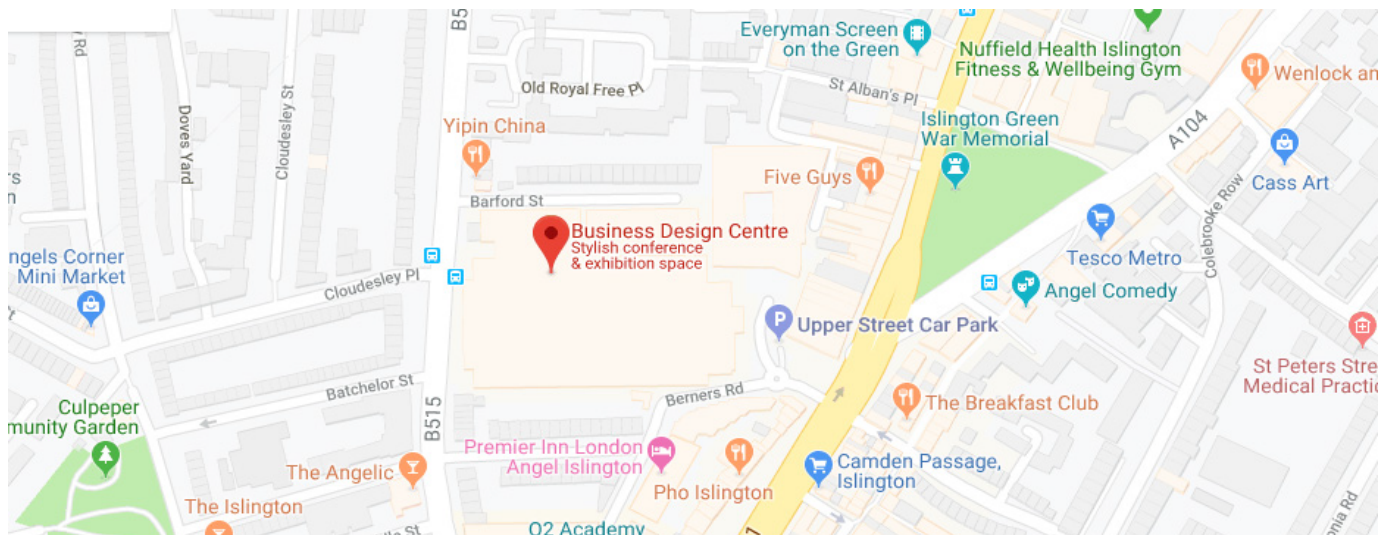 Everyman Screen
on the Green
Nuffield Health Islington
Fitness & Wellbeing Gym
Wenlock an
B5
y Rd
Old Royal Free Pl
St Alban's Pl
A104
Doves Yard
Cloudesley St
Yipin China
Islington Green
War Memorial
Five Guys
Cass Art
Colebrooke Row
Barford St
Business Design Centre
Stylish conference
& exhibition space
ngels Corner
Mini Market
Cloudesley Pl
Tesco Metro
Angel Comedy
P
Upper Street Car Park
St Peters Stre
Medical Practic
Batchelor St
Berners Rd
The Breakfast Club
Culpeper
munity Garden
B515
Premier Inn London
Angel Islington
The Angelic
Pho Islington
Camden Passage,
Islington
The Islington
O2 Academy
1